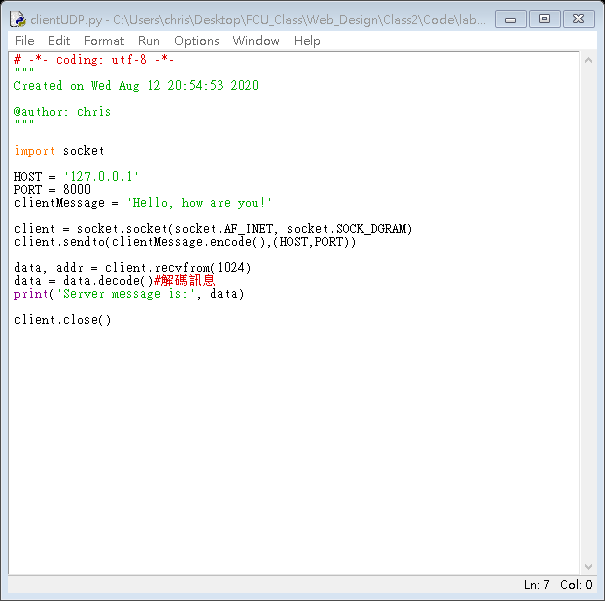 clientUDP.py - C:\Users\chris\Desktop\FCU_Class\Web_Design\Class2\Code\lab...
File Edit Format Run Options Window Help
# -*- coding: utf-8 -*-
"""
Created on Wed Aug 12 20:54:53 2020
@author: chris
"""
import socket
HOST = '127.0.0.1'
PORT = 8000
clientMessage = 'Hello, how are you!'
client = socket.socket(socket.AF_INET, socket.SOCK_DGRAM)
client.sendto(clientMessage.encode(),(HOST,PORT))
data, addr = client.recvfrom(1024)
data = data.decode()#解碼訊息
print('Server message is:', data)
client.close()
Ln: 7 Col: 0